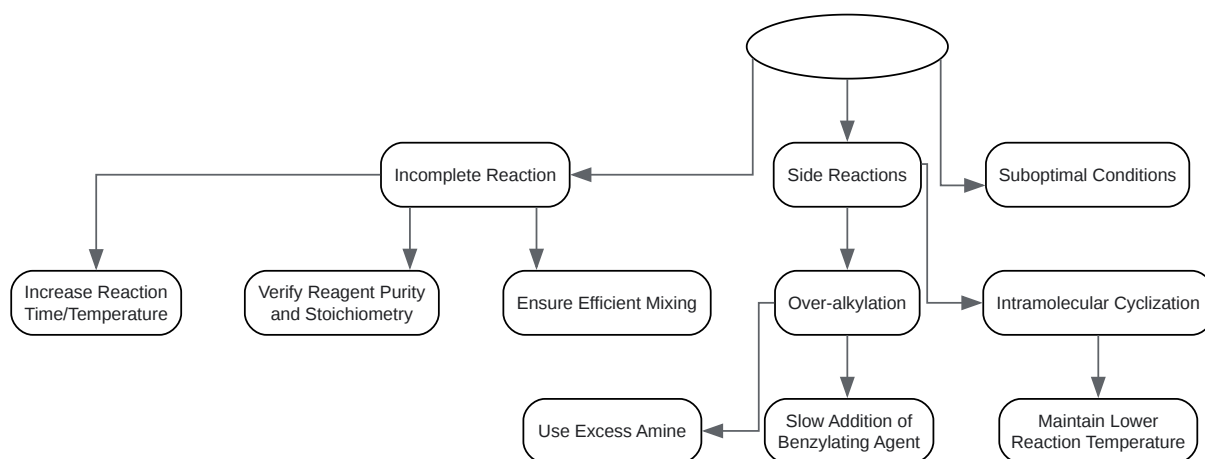 Incomplete Reaction
Side Reactions
Suboptimal Conditions
Increase Reaction
Time/Temperature
Verify Reagent Purity
and Stoichiometry
Ensure Efficient Mixing
Over-alkylation
Intramolecular Cyclization
Use Excess Amine
Slow Addition of
Benzylating Agent
Maintain Lower
Reaction Temperature